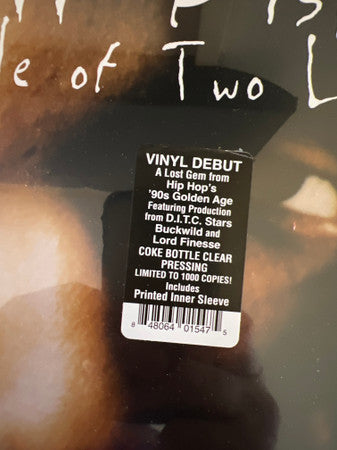 le of Two L
VINYL DEBUT
A Lost Gem from
Hip Hop's
'90s Golden Age
Featuring Production
from D.I.T.C. Stars
Buckwild and
Lord Finesse
COKE BOTTLE CLEAR
PRESSING
LIMITED TO 1000 COPIES!
Includes
Printed Inner Sleeve
8 48064 01547 5